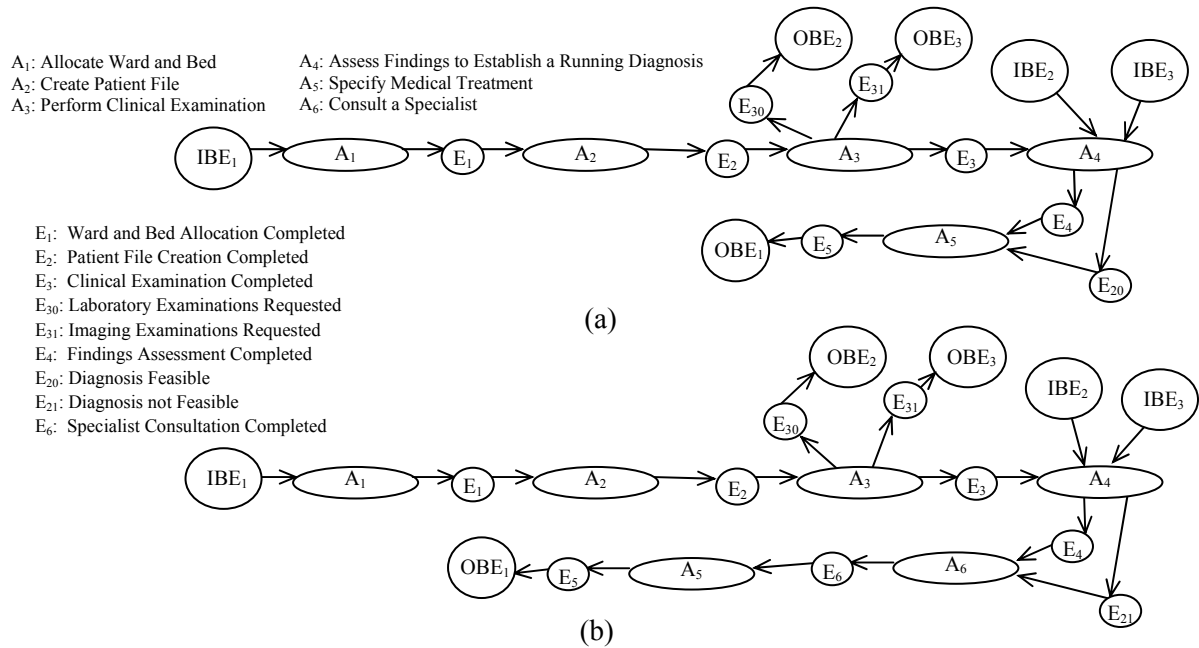 A₁: Allocate Ward and Bed
A₂: Create Patient File
A₃: Perform Clinical Examination
A₄: Assess Findings to Establish a Running Diagnosis
A₅: Specify Medical Treatment
A₆: Consult a Specialist
OBE₂
OBE₃
IBE₂
IBE₃
E₃₀
E₃₁
IBE₁
A₁
E₁
A₂
E₂
A₃
E₃
A₄
E₄
OBE₁
E₅
A₅
E₂₀
(a)
E₁: Ward and Bed Allocation Completed
E₂: Patient File Creation Completed
E₃: Clinical Examination Completed
E₃₀: Laboratory Examinations Requested
E₃₁: Imaging Examinations Requested
E₄: Findings Assessment Completed
E₂₀: Diagnosis Feasible
E₂₁: Diagnosis not Feasible
E₆: Specialist Consultation Completed
OBE₂
OBE₃
IBE₂
IBE₃
E₃₀
E₃₁
IBE₁
A₁
E₁
A₂
E₂
A₃
E₃
A₄
E₄
OBE₁
E₅
A₅
E₆
A₆
E₂₁
(b)